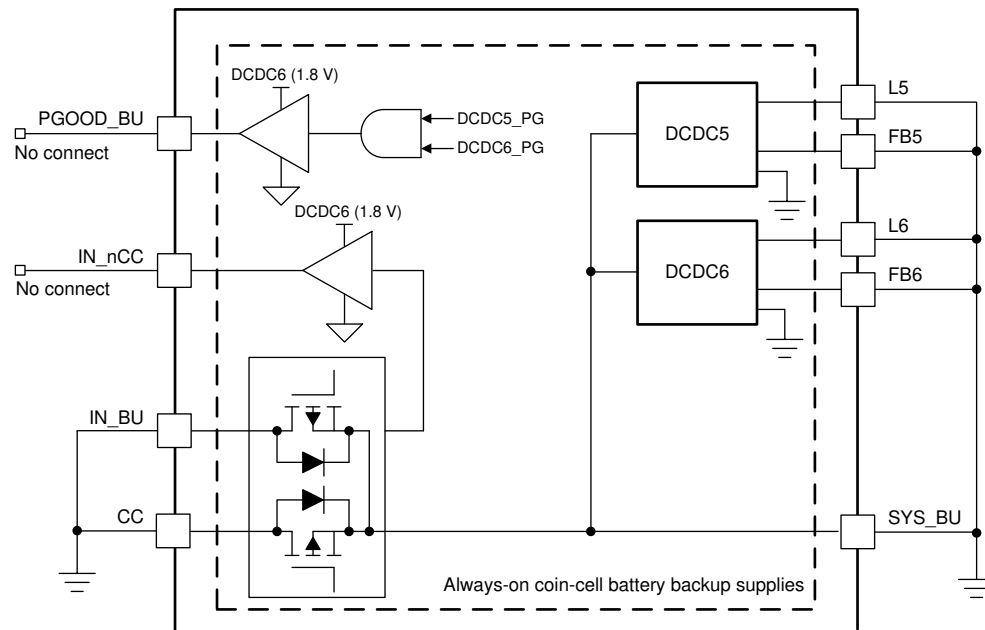 DCDC6 (1.8 V)
PGOOD_BU
No connect
DCDC5_PG
DCDC6_PG
DCDC5
L5
FB5
DCDC6 (1.8 V)
IN_nCC
No connect
DCDC6
L6
FB6
IN_BU
CC
SYS_BU
Always-on coin-cell battery backup supplies